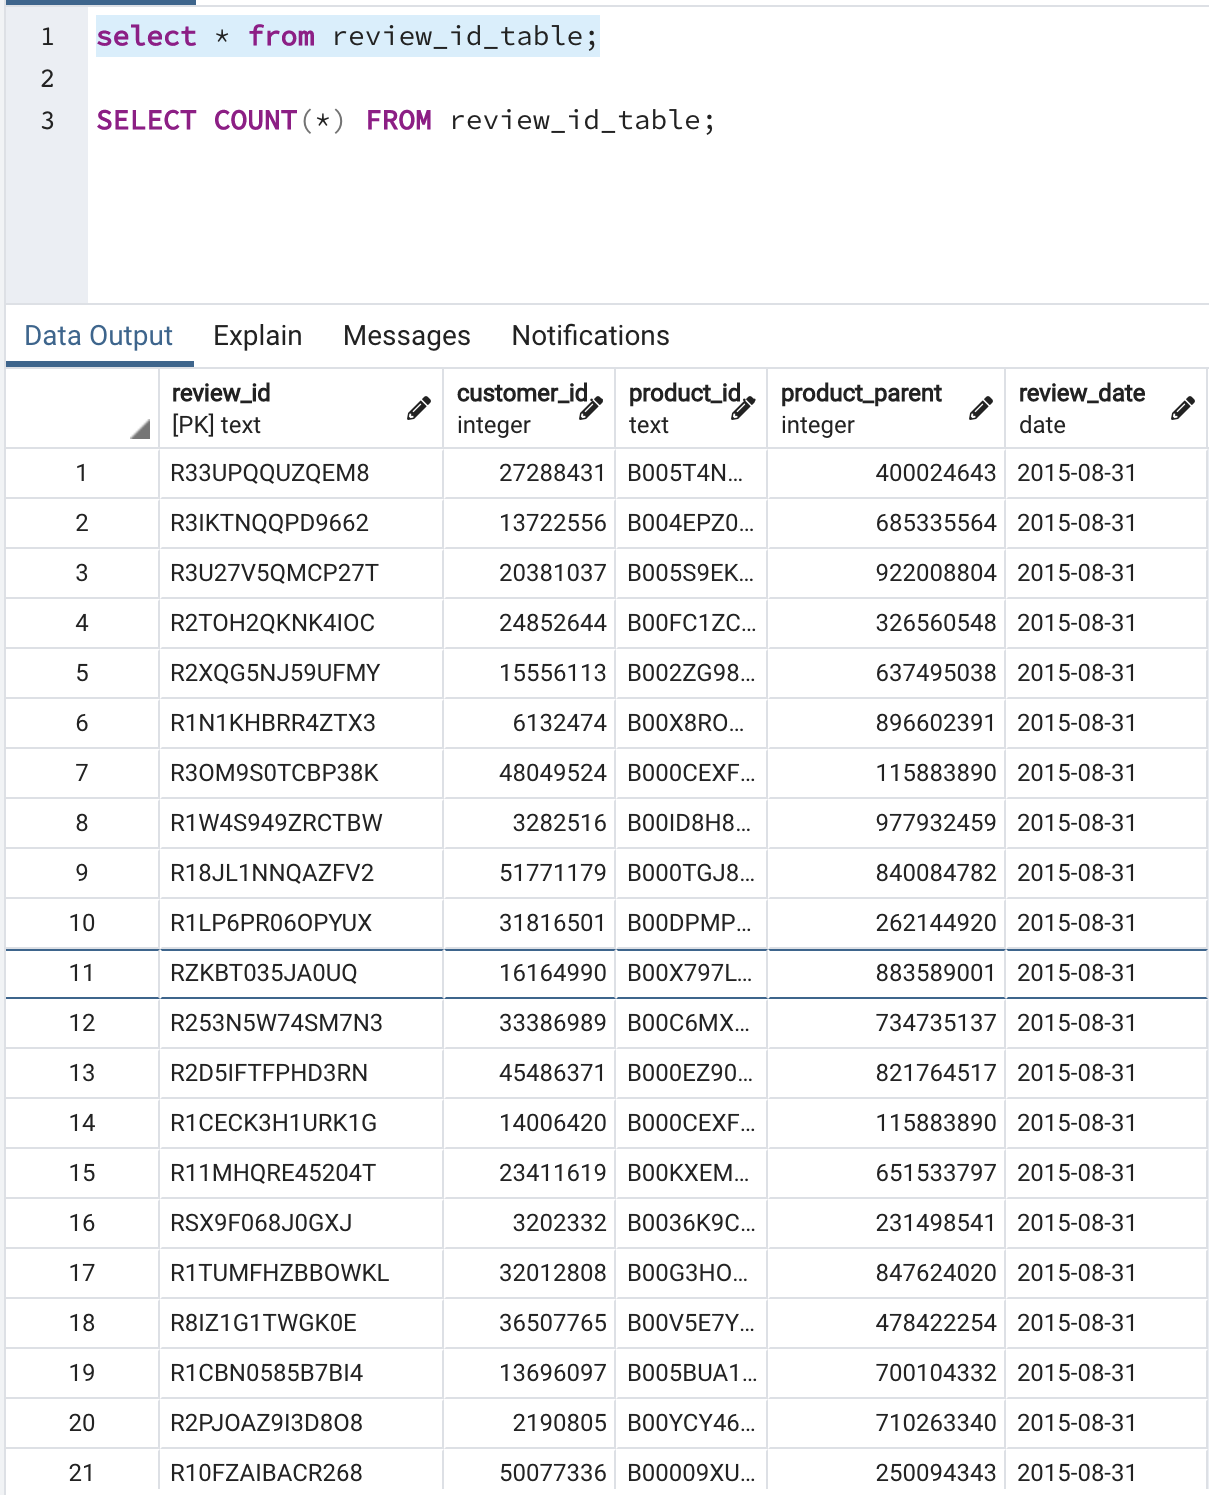 1 select * from review_id_table;
2
3 SELECT COUNT(*) FROM review_id_table;
Data Output Explain Messages Notifications
review_id customer_id product_id product_parent review_date
[PK] text integer text integer date
1 R33UPQQUZQEM8 27288431 B005T4N... 400024643 2015-08-31
2 R3IKTNQQPD9662 13722556 B004EPZ0... 685335564 2015-08-31
3 R3U27V5QMCP27T 20381037 B005S9EK... 922008804 2015-08-31
4 R2TOH2QKNK4IOC 24852644 B00FC1ZC... 326560548 2015-08-31
5 R2XQG5NJ59UFMY 15556113 B002ZG98... 637495038 2015-08-31
6 R1N1KHBRR4ZTX3 6132474 B00X8RO... 896602391 2015-08-31
7 R3OM9S0TCBP38K 48049524 B000CEXF... 115883890 2015-08-31
8 R1W4S949ZRCTBW 3282516 B00ID8H8... 977932459 2015-08-31
9 R18JL1NNQAZFV2 51771179 B000TGJ8... 840084782 2015-08-31
10 R1LP6PR06OPYUX 31816501 B00DPMP... 262144920 2015-08-31
11 RZKBT035JA0UQ 16164990 B00X797L... 883589001 2015-08-31
12 R253N5W74SM7N3 33386989 B00C6MX... 734735137 2015-08-31
13 R2D5IFTFPHD3RN 45486371 B000EZ90... 821764517 2015-08-31
14 R1CECK3H1URK1G 14006420 B000CEXF... 115883890 2015-08-31
15 R11MHQRE45204T 23411619 B00KXEM... 651533797 2015-08-31
16 RSX9F068J0GXJ 3202332 B0036K9C... 231498541 2015-08-31
17 R1TUMFHZBBOWKL 32012808 B00G3HO... 847624020 2015-08-31
18 R8IZ1G1TWGK0E 36507765 B00V5E7Y... 478422254 2015-08-31
19 R1CBN0585B7BI4 13696097 B005BUA1... 700104332 2015-08-31
20 R2PJOAZ9I3D8O8 2190805 B00YCY46... 710263340 2015-08-31
21 R10FZAIBACR268 50077336 B00009XU... 250094343 2015-08-31